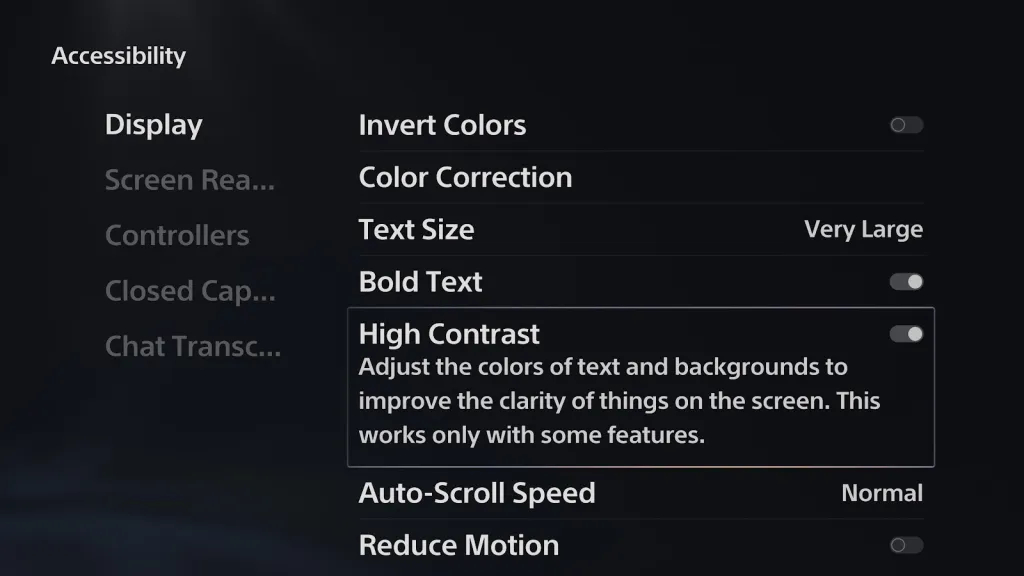 Accessibility
Display
Screen Rea...
Controllers
Closed Cap...
Chat Transc...
Invert Colors
Color Correction
Text Size Very Large
Bold Text
High Contrast
Adjust the colors of text and backgrounds to
improve the clarity of things on the screen. This
works only with some features.
Auto-Scroll Speed Normal
Reduce Motion